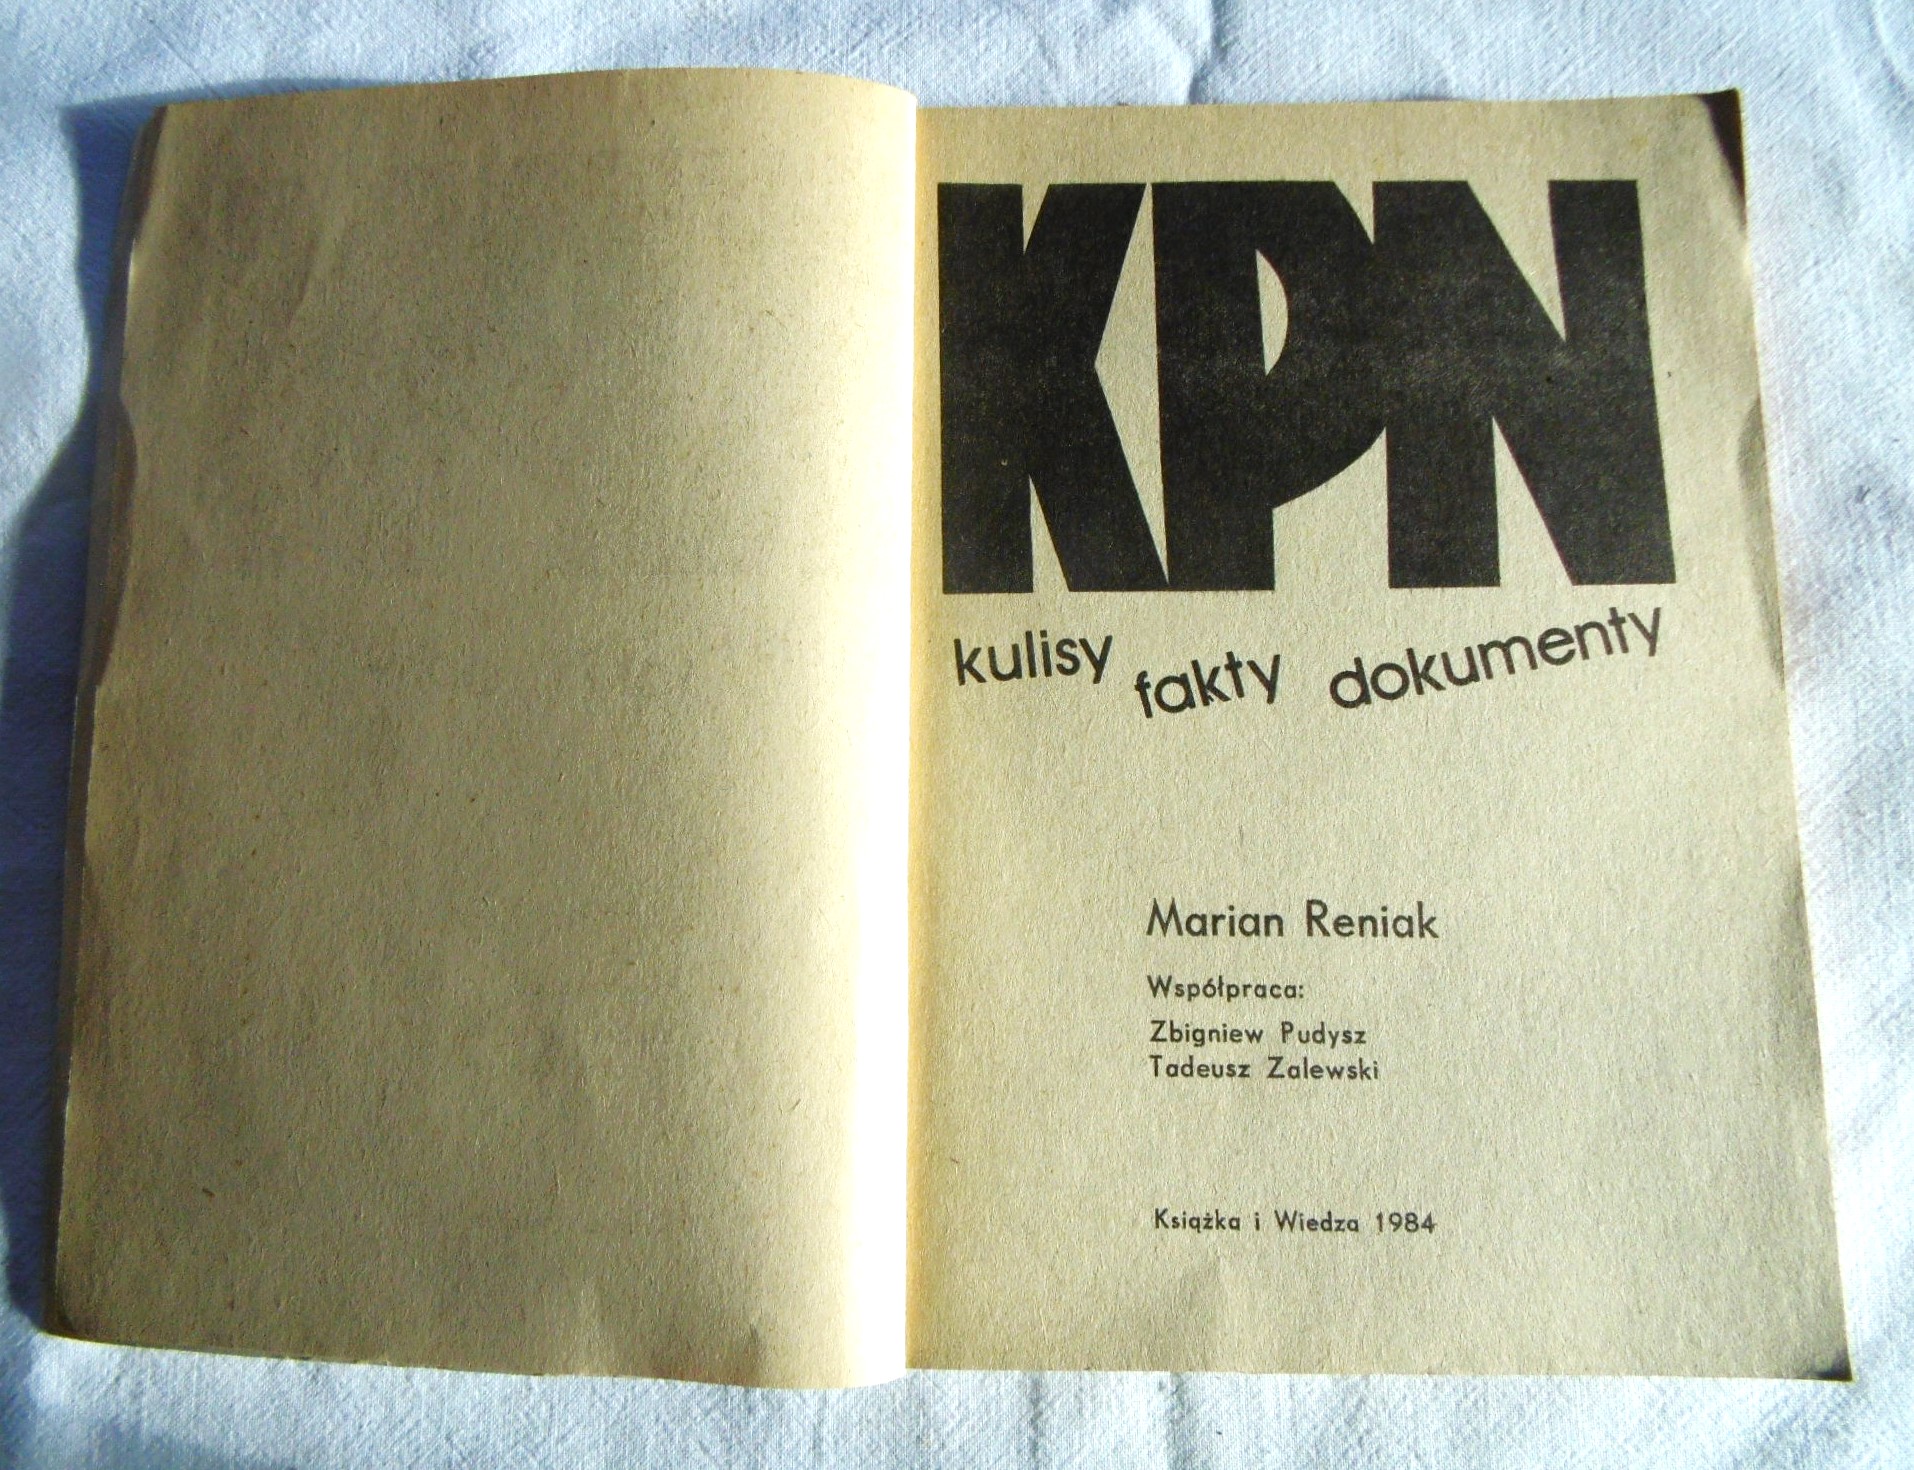 KPN
kulisy fakty dokumenty
Marian Reniak
Współpraca:
Zbigniew Pudysz
Tadeusz Zalewski
Książka i Wiedza 1984